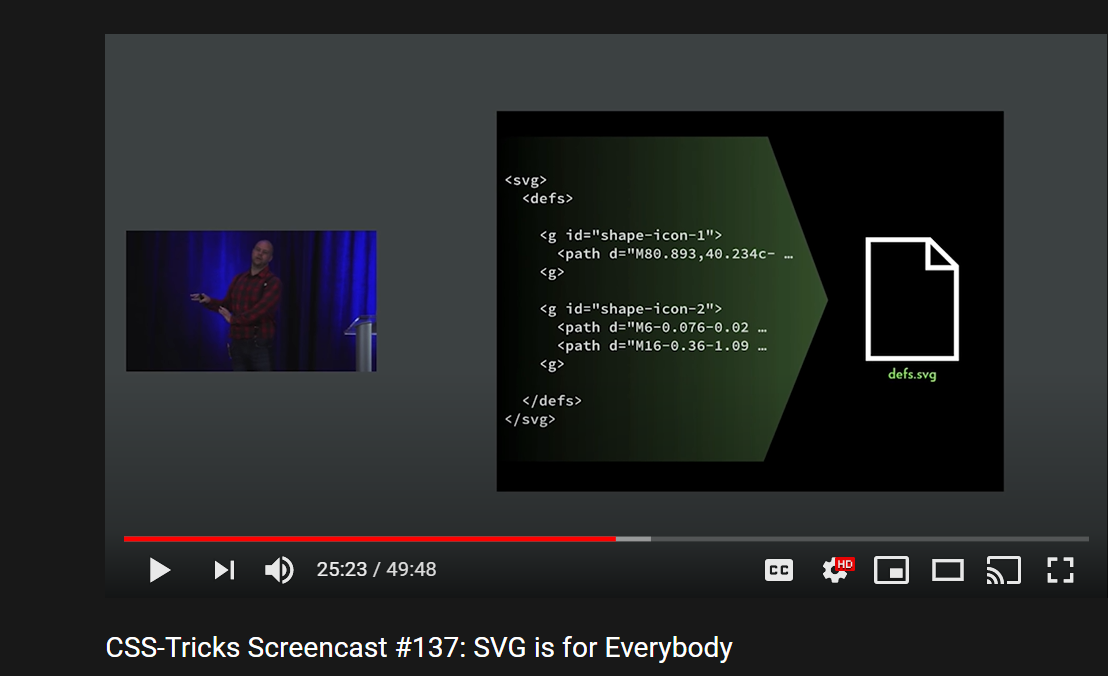 <svg>
<defs>
<g id="shape-icon-1">
<path d="M80.893,40.234c- …
<g>
<g id="shape-icon-2">
<path d="M6-0.076-0.02 …
<path d="M16-0.36-1.09 …
<g>
</defs>
</svg>
defs.svg
25:23 / 49:48
CC
HD
CSS-Tricks Screencast #137: SVG is for Everybody